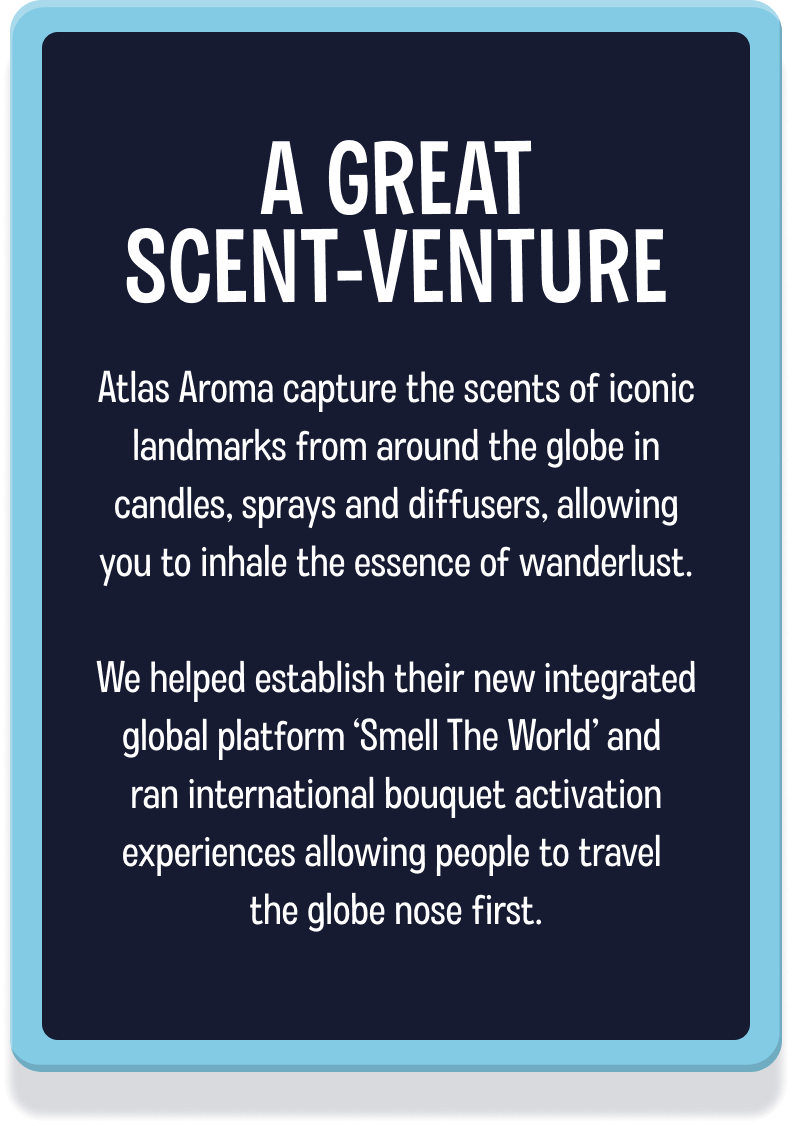 A GREAT
SCENT-VENTURE
Atlas Aroma capture the scents of iconic
landmarks from around the globe in
candles, sprays and diffusers, allowing
you to inhale the essence of wanderlust.
We helped establish their new integrated
global platform ‘Smell The World’ and
ran international bouquet activation
experiences allowing people to travel
the globe nose first.